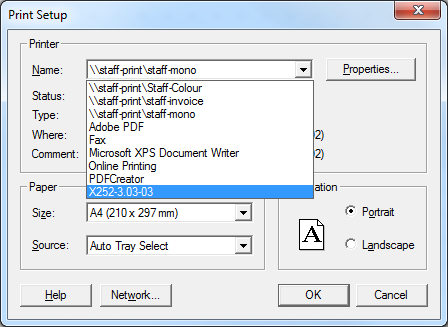 Print Setup
Printer
Name: \\staff-print\staff-mono Properties...
\\staff-print\Staff-Colour
Status: \\staff-print\staff-invoice
Type: \\staff-print\staff-mono
Adobe PDF
Where: Fax 02)
Comment: Microsoft XPS Document Writer 02)
Online Printing
PDFCreator
Paper X252-3.03-03 ation
Size: A4 (210 x 297 mm) Portrait
A
Source: Auto Tray Select Landscape
Help Network... OK Cancel